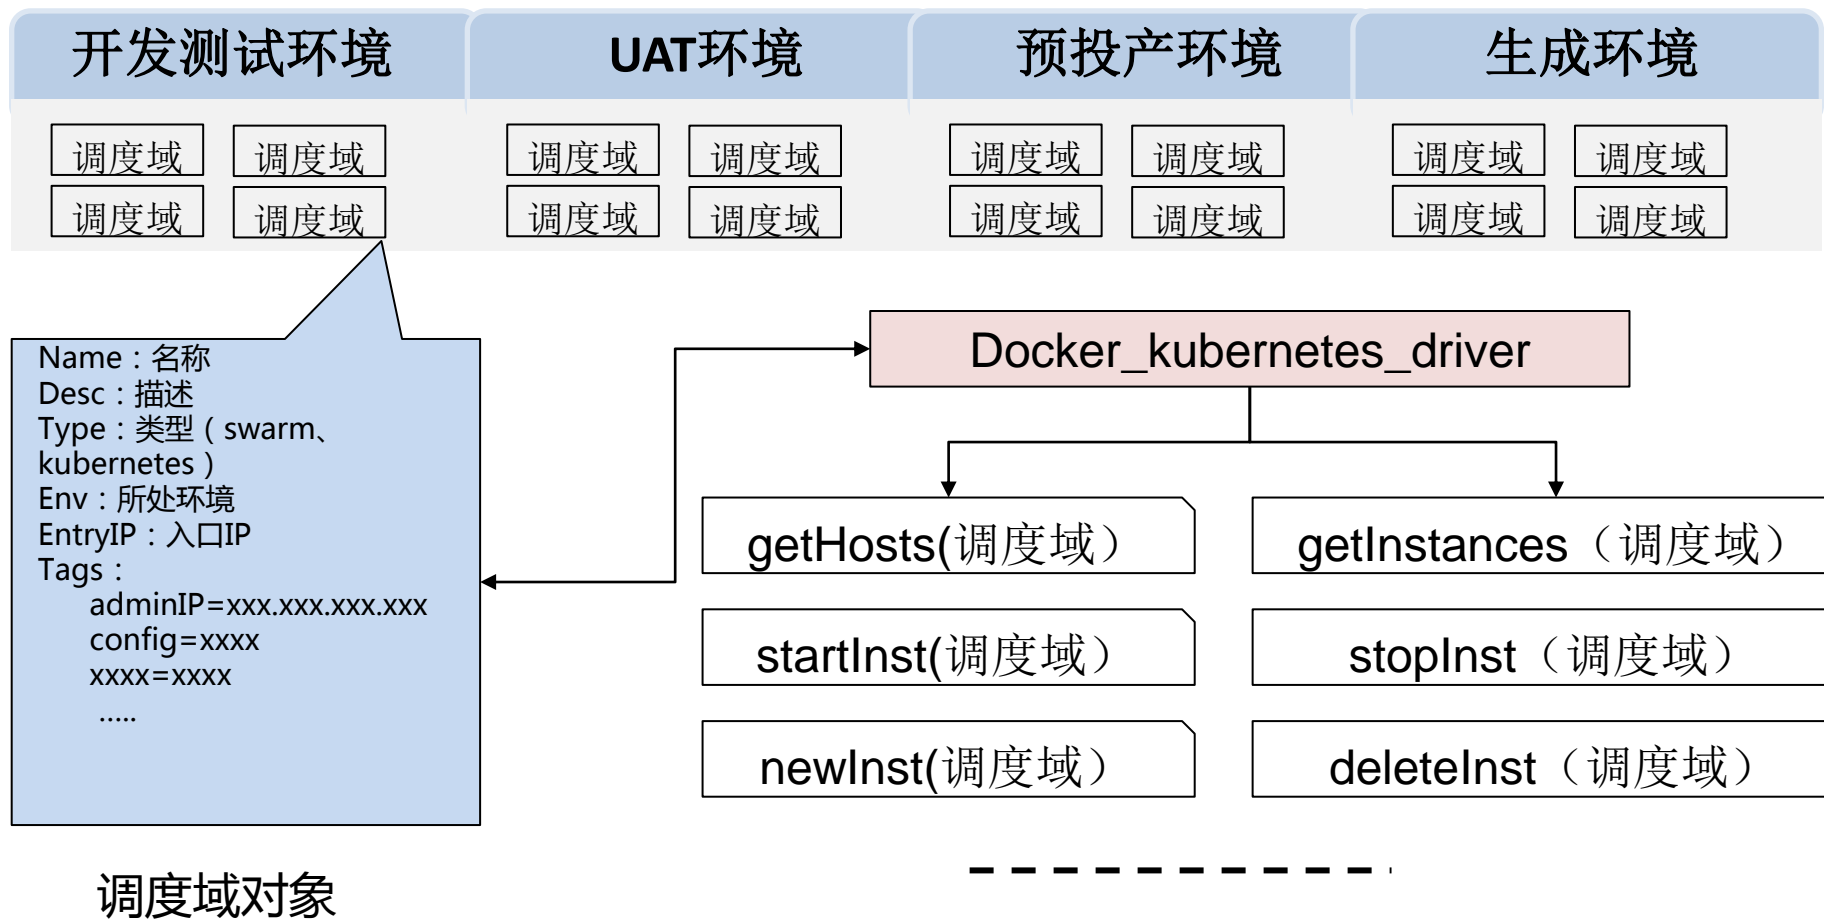 开发测试环境
UAT环境
预投产环境
生成环境
调度域 调度域 调度域 调度域 调度域 调度域 调度域 调度域
调度域 调度域 调度域 调度域 调度域 调度域 调度域 调度域
Name：名称
Desc：描述
Type：类型（swarm、
kubernetes）
Env：所处环境
EntryIP：入口IP
Tags：
adminIP=xxx.xxx.xxx.xxx
config=xxxx
xxxx=xxxx
.....
调度域对象
Docker_kubernetes_driver
getHosts(调度域）
getInstances（调度域）
startInst(调度域）
stopInst（调度域）
newInst(调度域）
deleteInst（调度域）